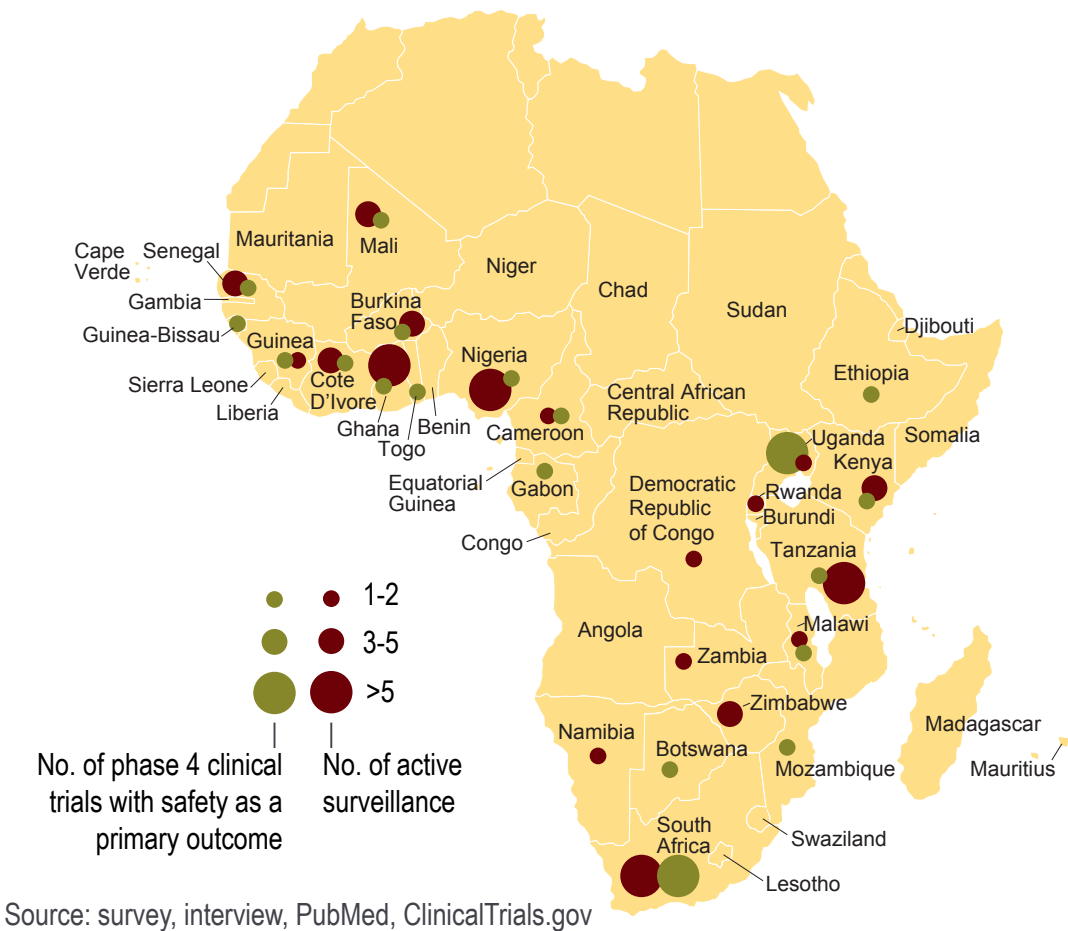 Mauritania
Mali
Niger
Chad
Sudan
Cape
Verde
Senegal
Gambia
Guinea-Bissau
Guinea
Sierra Leone
Liberia
Burkina
Faso
Cote
D'Ivore
Ghana
Togo
Benin
Nigeria
Cameroon
Central African
Republic
Djibouti
Ethiopia
Somalia
Uganda
Kenya
Equatorial
Guinea
Gabon
Congo
Democratic
Republic
of Congo
Rwanda
Burundi
Tanzania
Angola
Malawi
Zambia
Zimbabwe
Namibia
Botswana
Mozambique
Madagascar
Mauritius
South
Africa
Swaziland
Lesotho
1-2
3-5
>5
No. of phase 4 clinical
trials with safety as a
primary outcome
No. of active
surveillance
Source: survey, interview, PubMed, ClinicalTrials.gov